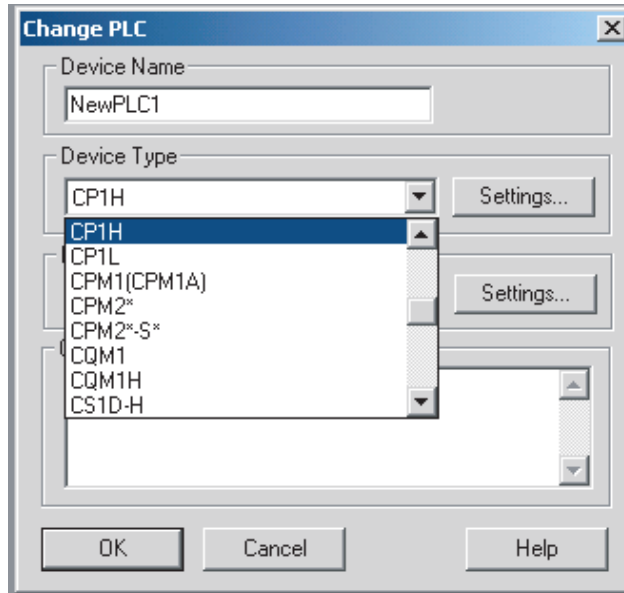 Change PLC
Device Name
NewPLC1
Device Type
CP1H
Settings...
CP1H
CP1L
CPM1(CPM1A)
CPM2*
CPM2*-S*
CQM1
CQM1H
CS1D-H
Settings...
OK
Cancel
Help